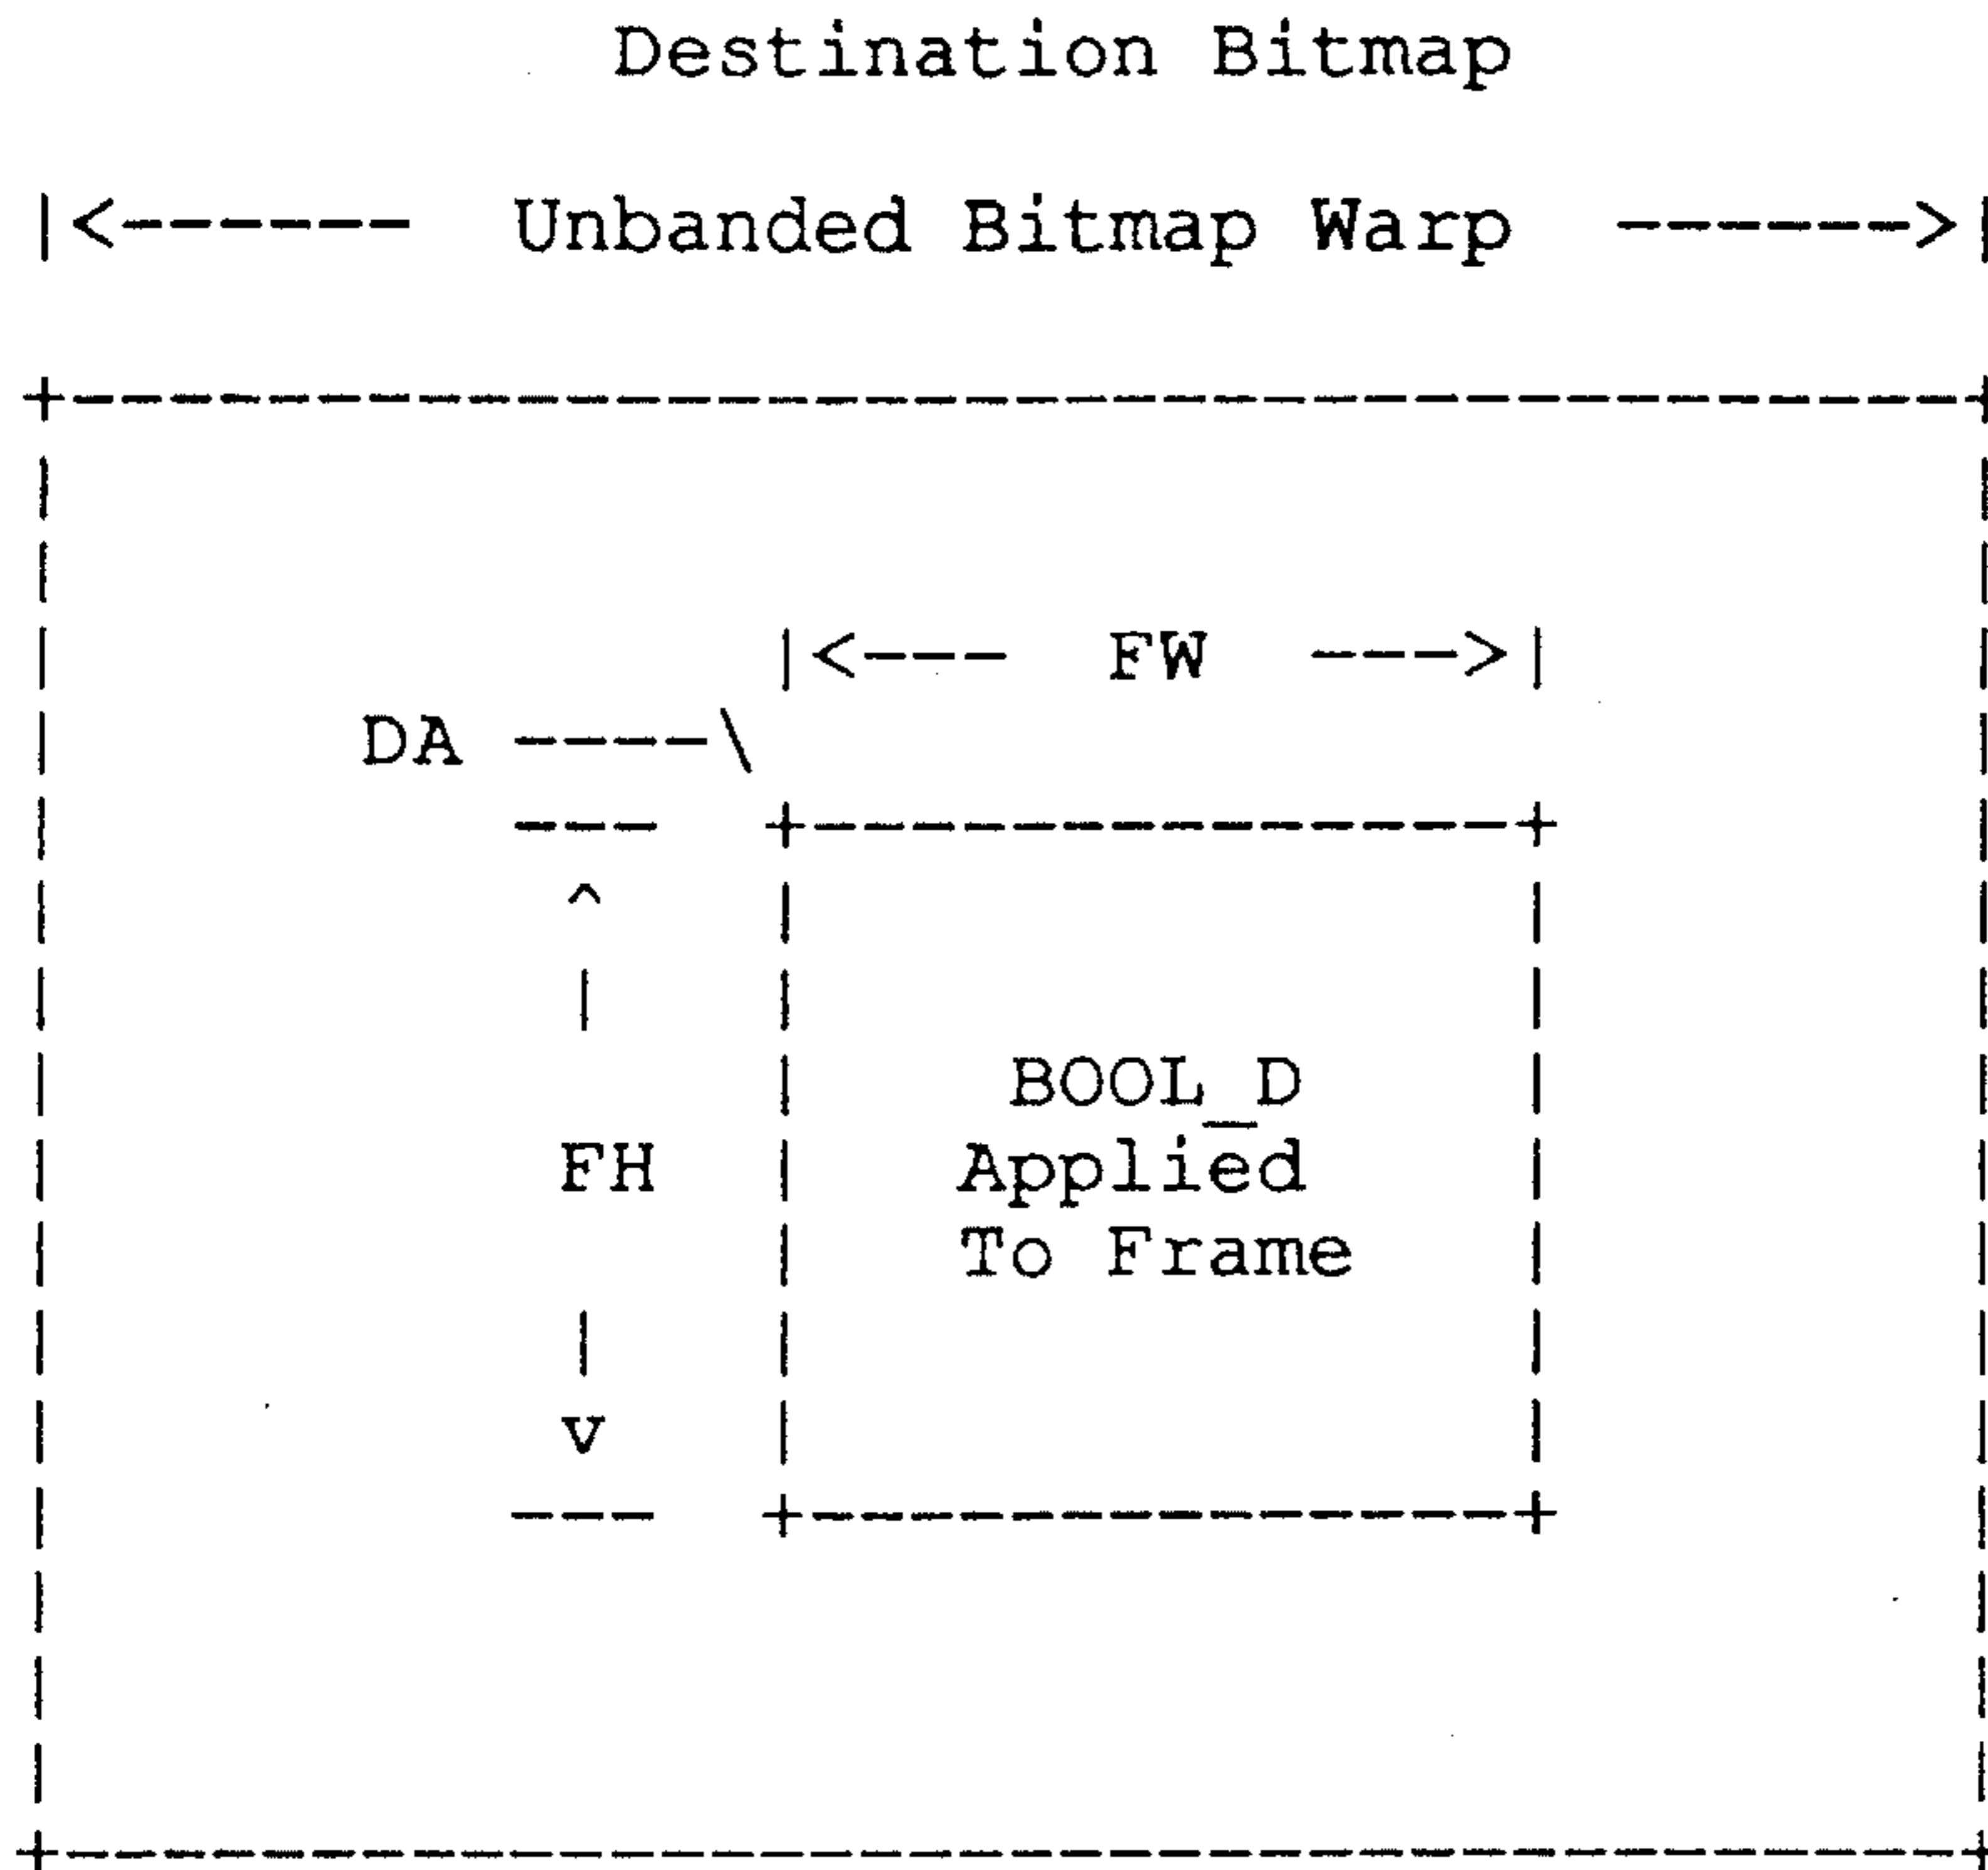 Destination Bitmap
|<------ Unbanded Bitmap Warp ------>|
|<--- FW --->|
DA ----\
BOOL_D
FH Applied
To Frame
v